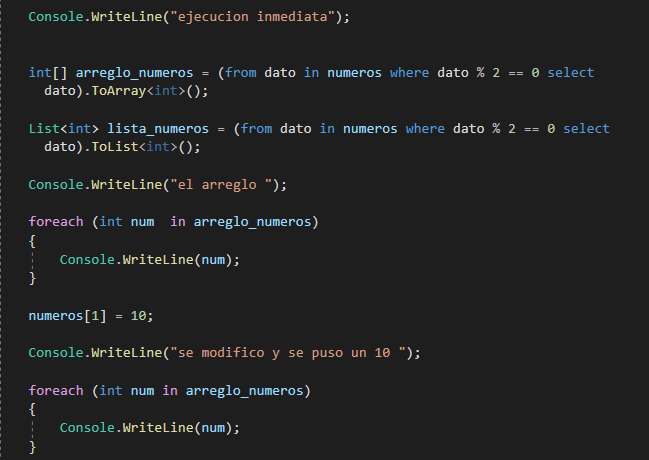 Console.WriteLine("ejecucion inmediata");
int[] arreglo_numeros = (from dato in numeros where dato % 2 == 0 select
dato).ToArray<int>();
List<int> lista_numeros = (from dato in numeros where dato % 2 == 0 select
dato).ToList<int>();
Console.WriteLine("el arreglo ");
foreach (int num  in arreglo_numeros)
{
Console.WriteLine(num);
}
numeros[1] = 10;
Console.WriteLine("se modifico y se puso un 10 ");
foreach (int num in arreglo_numeros)
{
Console.WriteLine(num);
}